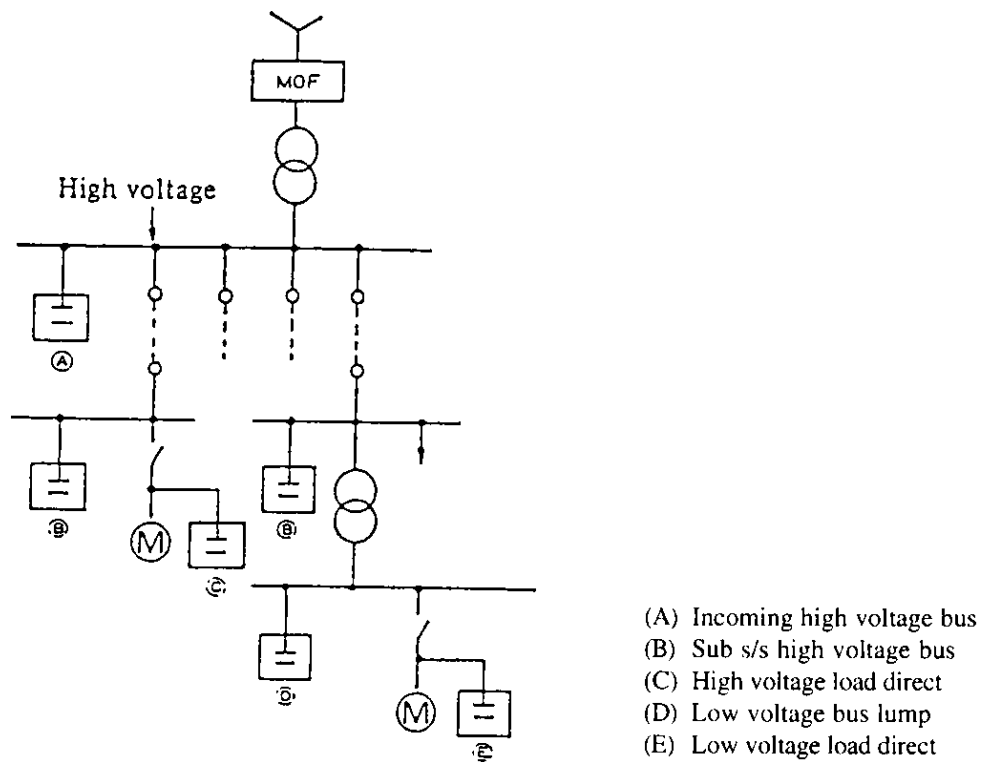 MOF
High voltage
A
B
M
C
B
D
M
E
(A) Incoming high voltage bus
(B) Sub s/s high voltage bus
(C) High voltage load direct
(D) Low voltage bus lump
(E) Low voltage load direct